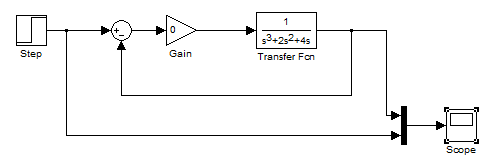 1
+
-
0
s3+2s2+4s
Step
Gain
Transfer Fcn
Scope